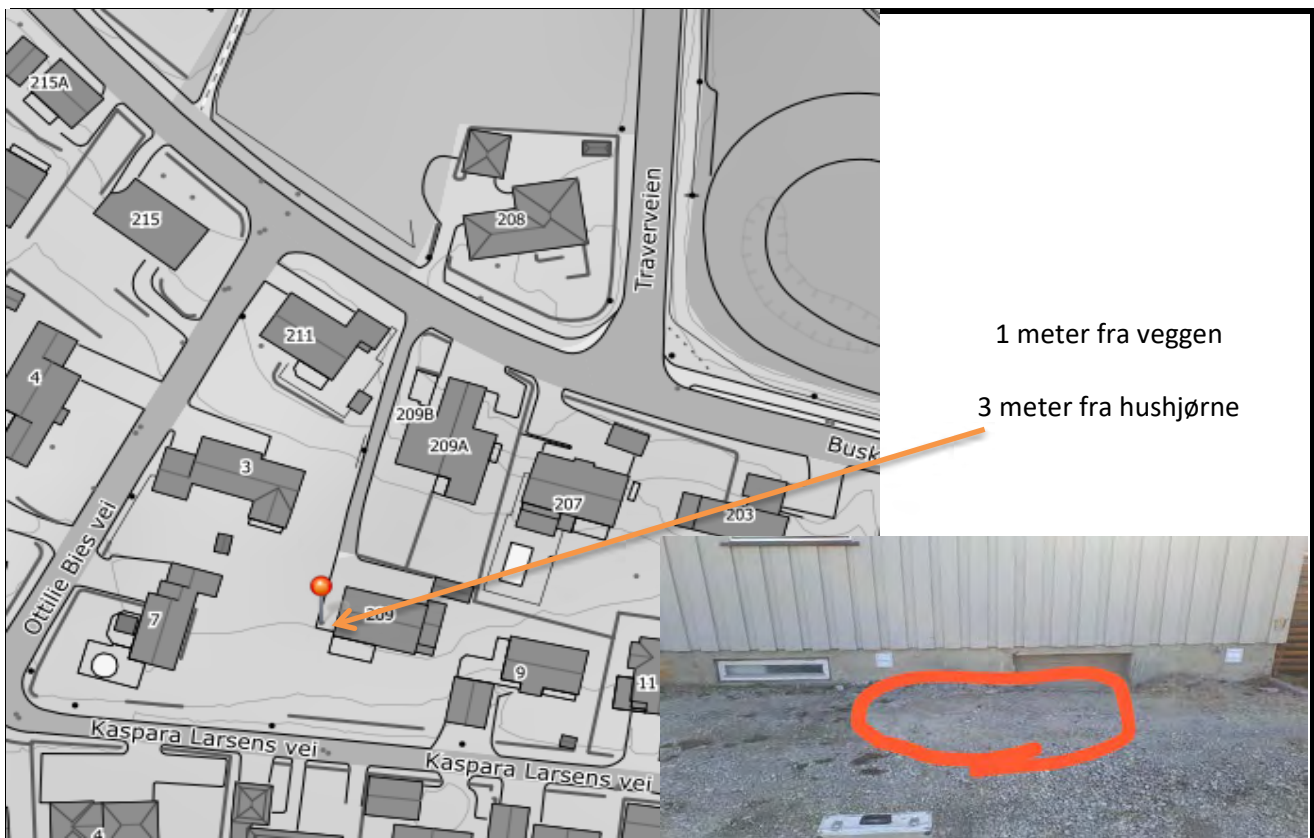 215A
215
208
Traverveien
211
4
209B
209A
Busk
3
207
203
Ottilie Bies vei
7
209
9
11
Kaspara Larsens vei
Kaspara Larsens vei
4
1 meter fra veggen
3 meter fra hushjørne